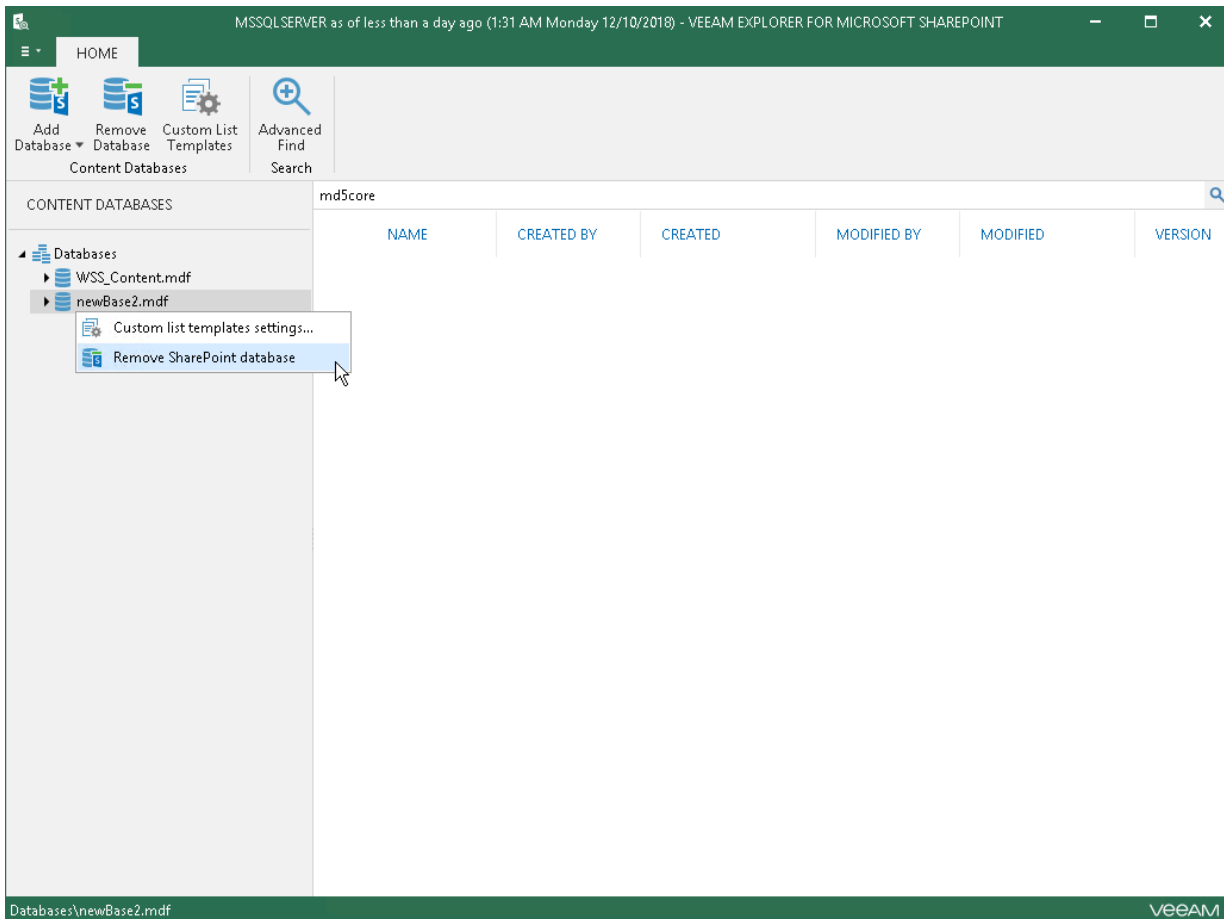 MSSQLSERVER as of less than a day ago (1:31 AM Monday 12/10/2018) - VEEAM EXPLORER FOR MICROSOFT SHAREPOINT
HOME
Add Database
Remove Database
Custom List Templates
Advanced Find
Content Databases
Search
CONTENT DATABASES
md5core
NAME CREATED BY CREATED MODIFIED BY MODIFIED VERSION
Databases
WSS_Content.mdf
newBase2.mdf
Custom list templates settings...
Remove SharePoint database
Databases\newBase2.mdf
veeAM